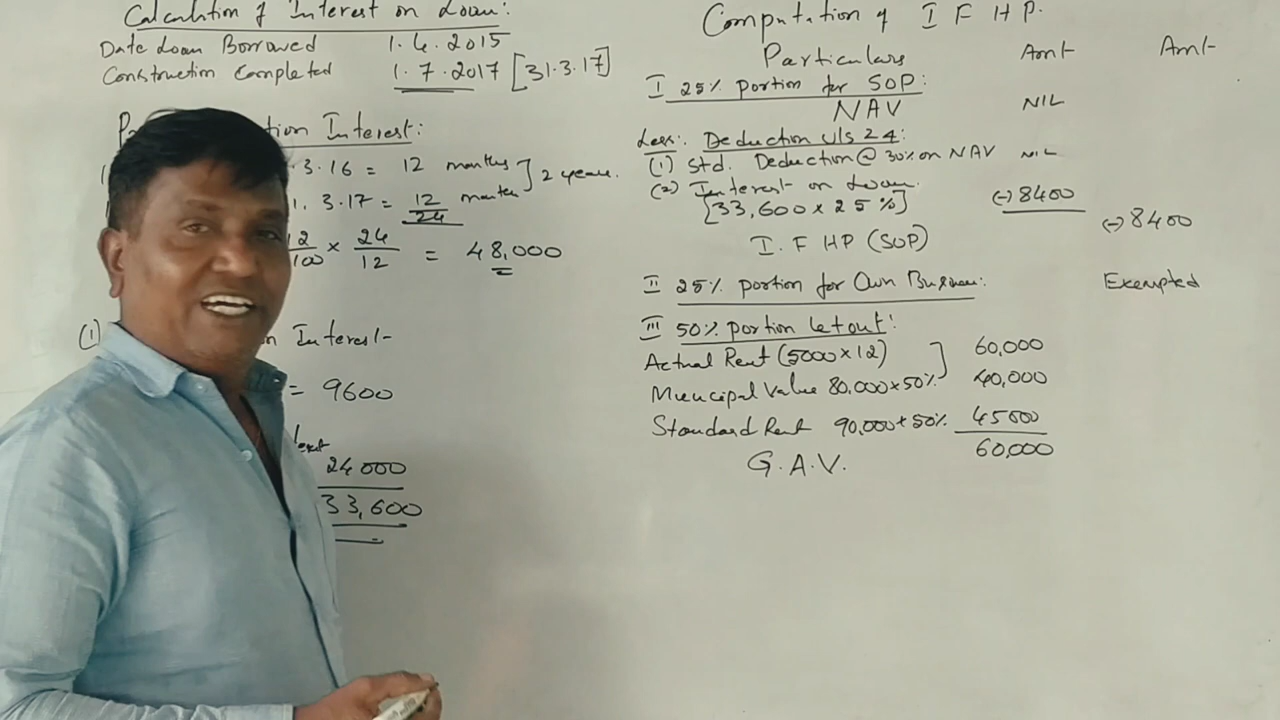 Calculation of Interest on Loan:
Date Loan Borrowed 1.4.2015
Construction Completed 1.7.2017 [31.3.17]
Interest:
3.16 = 12 months
1. 3.17 = 12 months ] 2 years.
24
12/100 × 24/12 = 48,000
(1) Interest
= 9600
24000
33,600
Computation of I F H P.
Particulars Amt Amt
I 25% portion for SOP:
NAV NIL
Less: Deduction U/s 24:
(1) Std. Deduction @ 30% on NAV NIL
(2) Interest on Loan.
[33,600 x 25%] (-) 8400
I.F HP (SOP) (-) 8400
II 25% portion for Own Business: Exempted
III 50% portion let out:
Actual Rent (5000 x 12) ] 60,000
Muncipal Value 80,000 x 50% 40,000
Standard Rent 90,000 x 50% 45000
G.A.V. 60,000